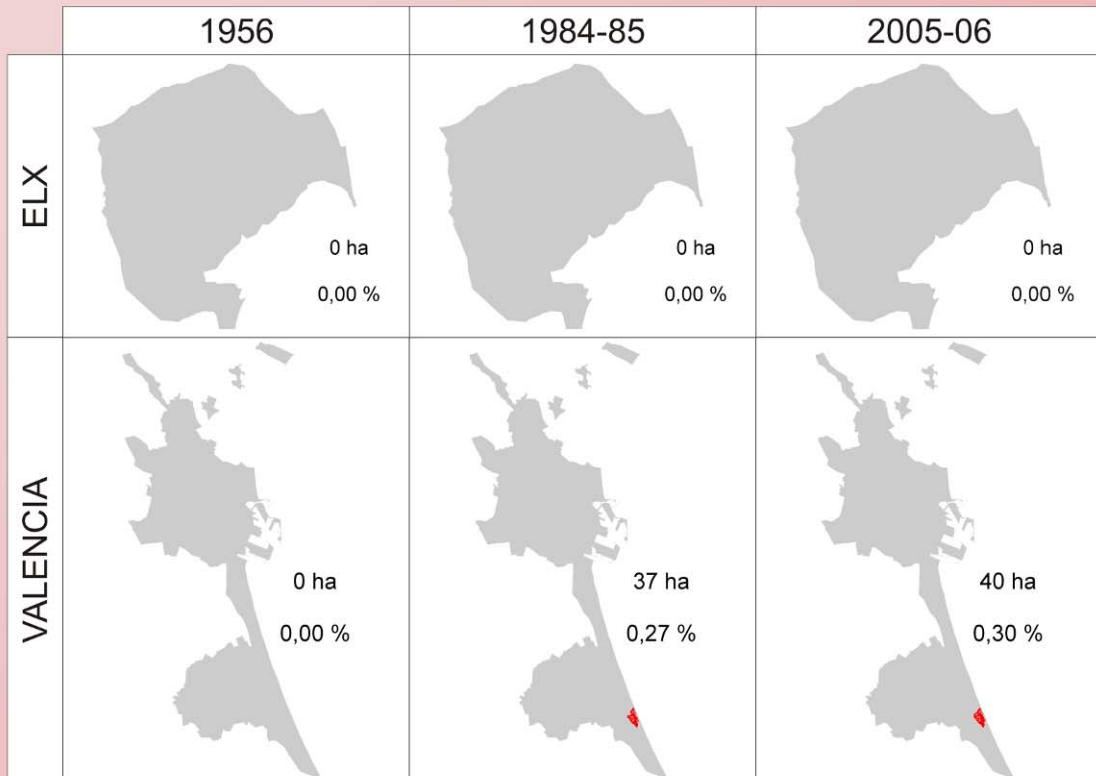 1956
1984-85
2005-06
ELX
0 ha
0,00 %
0 ha
0,00 %
0 ha
0,00 %
VALENCIA
0 ha
0,00 %
37 ha
0,27 %
40 ha
0,30 %